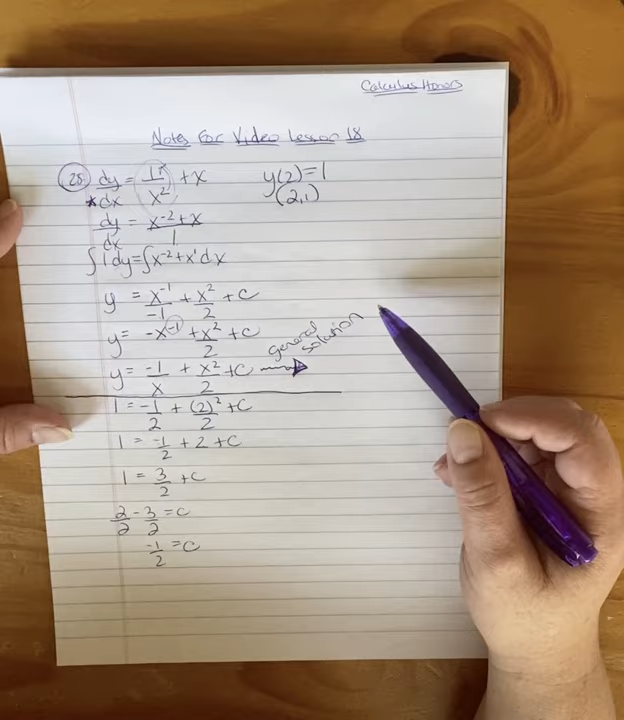 Calculus Honors
Notes For Video Lesson 18
28 dy/dx = 1/x² + x y(2)=1
* (2,1)
dy/dx = x⁻²+x/1
∫1dy=∫x⁻²+x¹dx
y = x⁻¹/-1 + x²/2 + C
y = -x⁻¹ + x²/2 + C
y = -1/x + x²/2 + C → general solution
1 = -1/2 + (2)²/2 + C
1 = -1/2 + 2 + C
1 = 3/2 + C
2/2 - 3/2 = C
-1/2 = C